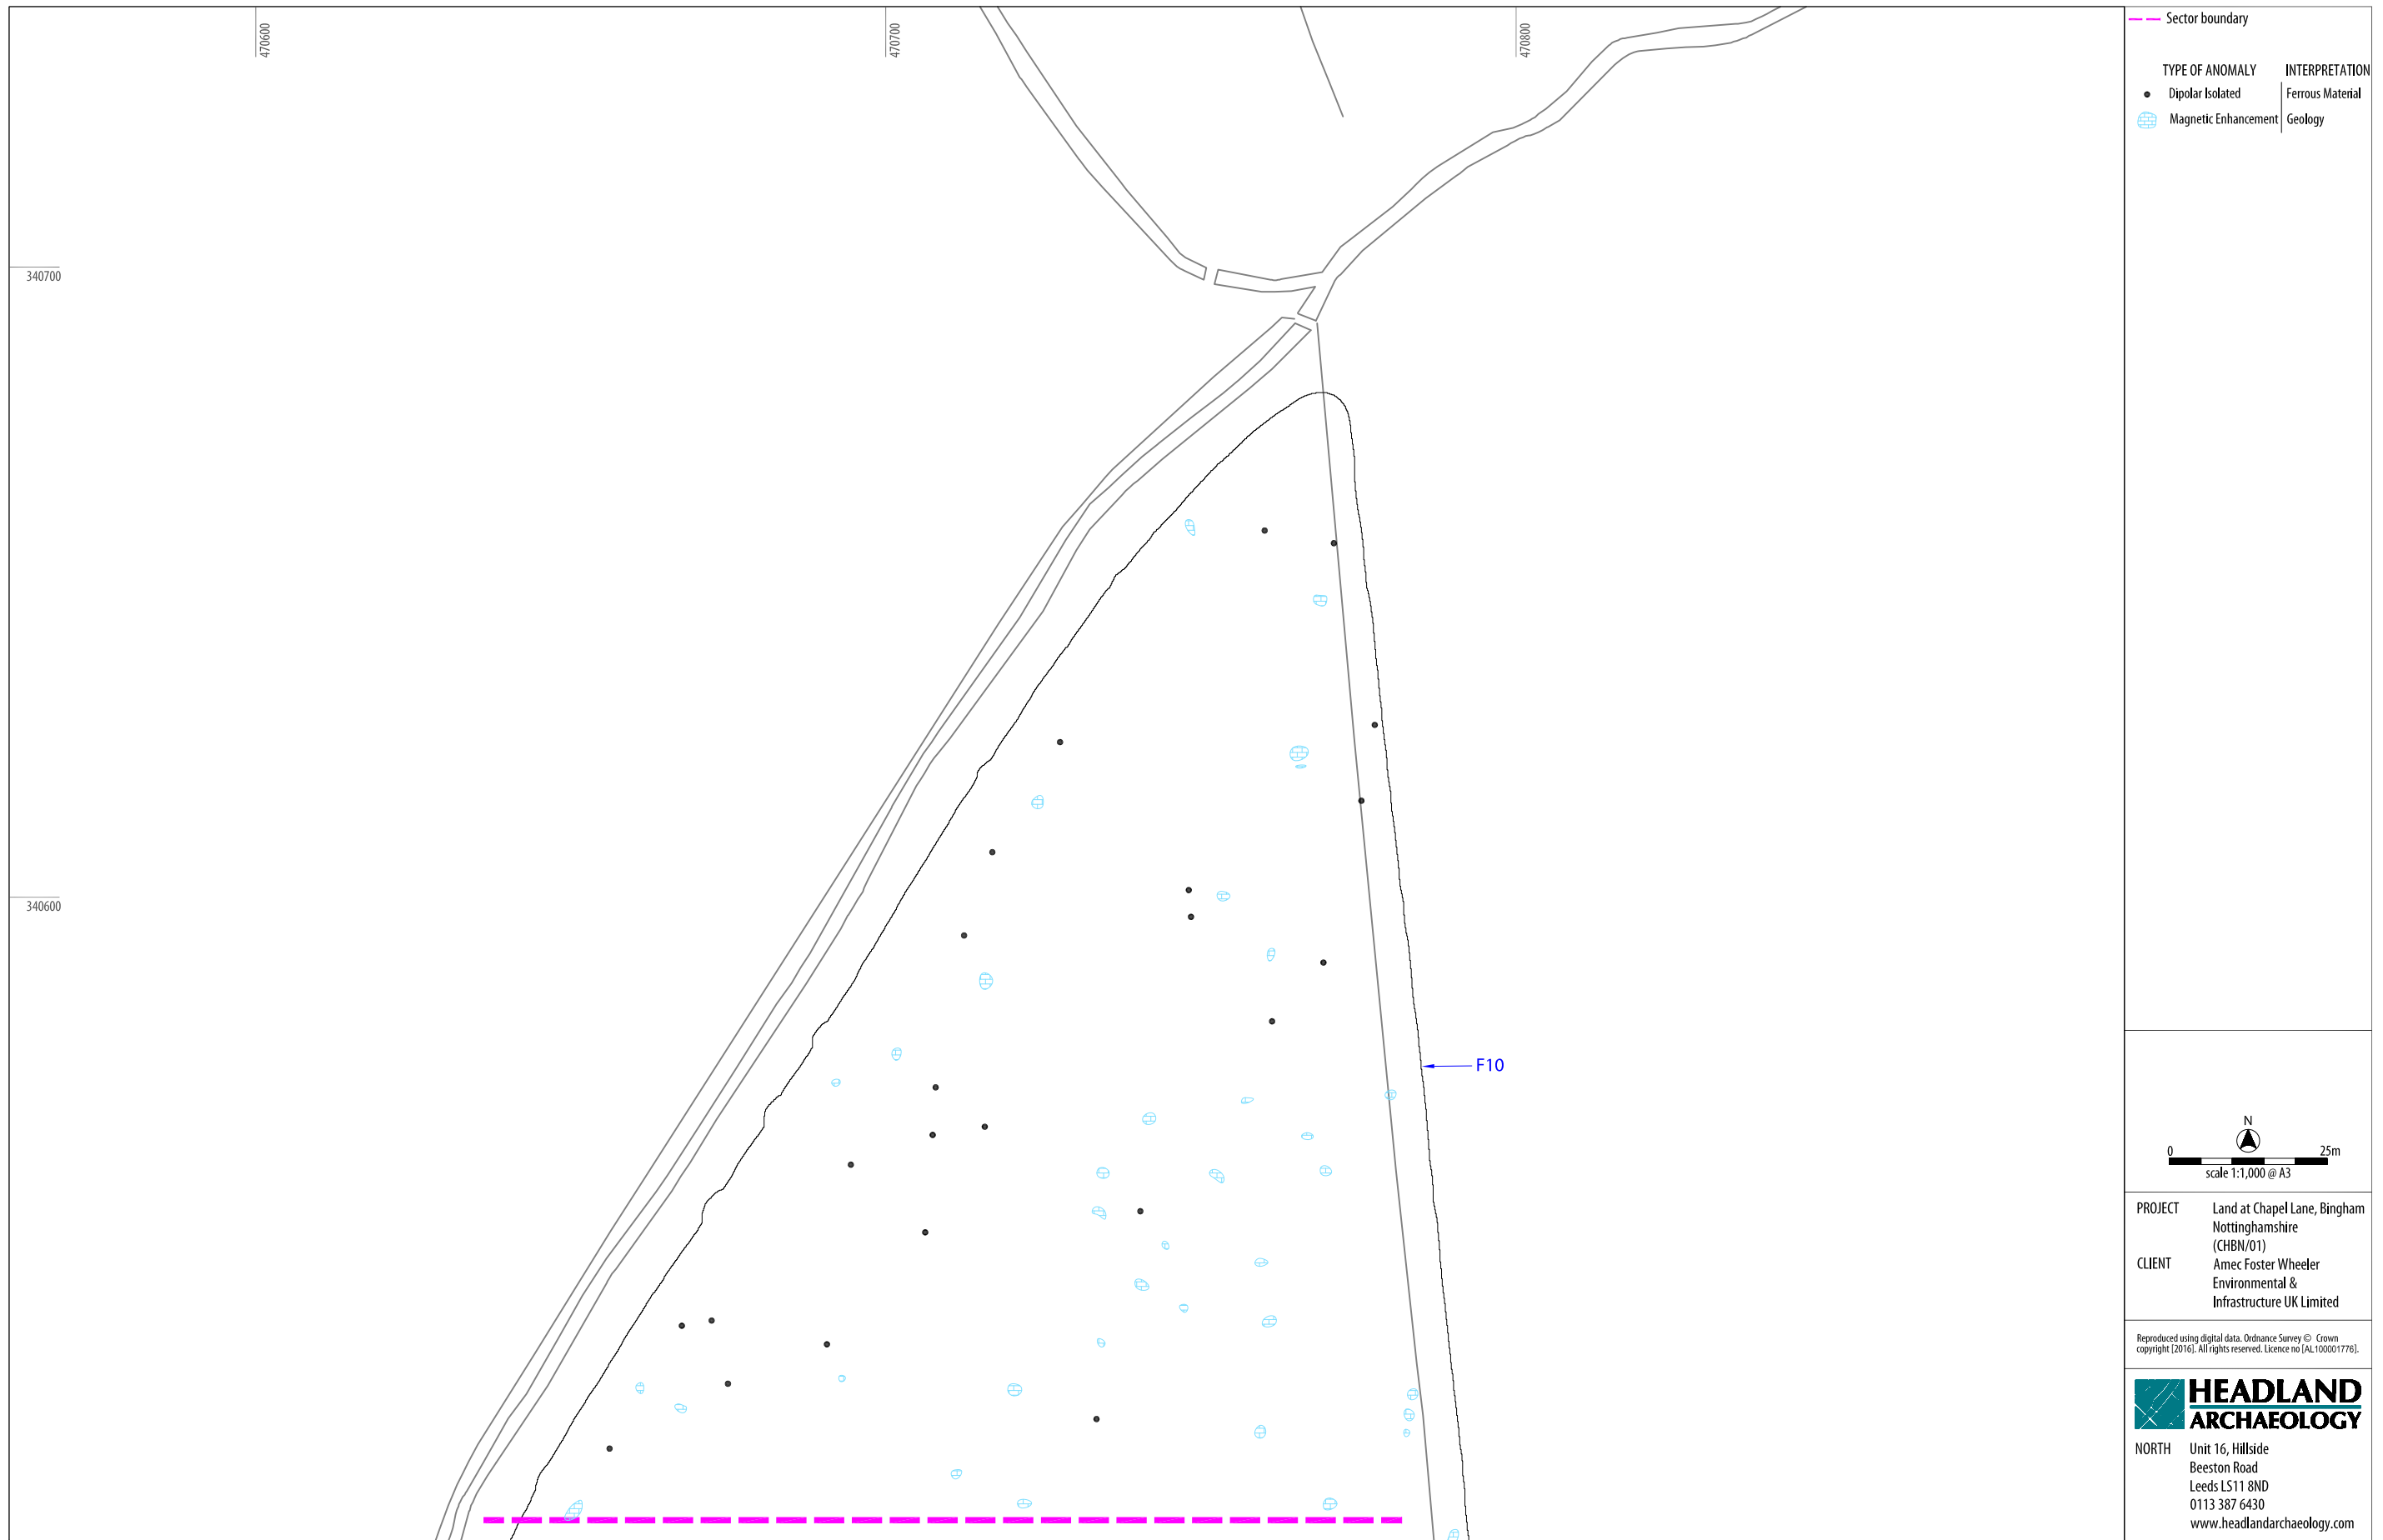 470600
470700
470800
340700
340600
F10
Sector boundary
TYPE OF ANOMALY INTERPRETATION
Dipolar Isolated Ferrous Material
Magnetic Enhancement Geology
N
0 25m
scale 1:1,000 @ A3
PROJECT Land at Chapel Lane, Bingham
Nottinghamshire
(CHBN/01)
CLIENT Amec Foster Wheeler
Environmental &
Infrastructure UK Limited
Reproduced using digital data. Ordnance Survey © Crown
copyright [2016]. All rights reserved. Licence no [AL100001776].
HEADLAND
ARCHAEOLOGY
NORTH Unit 16, Hillside
Beeston Road
Leeds LS11 8ND
0113 387 6430
www.headlandarchaeology.com